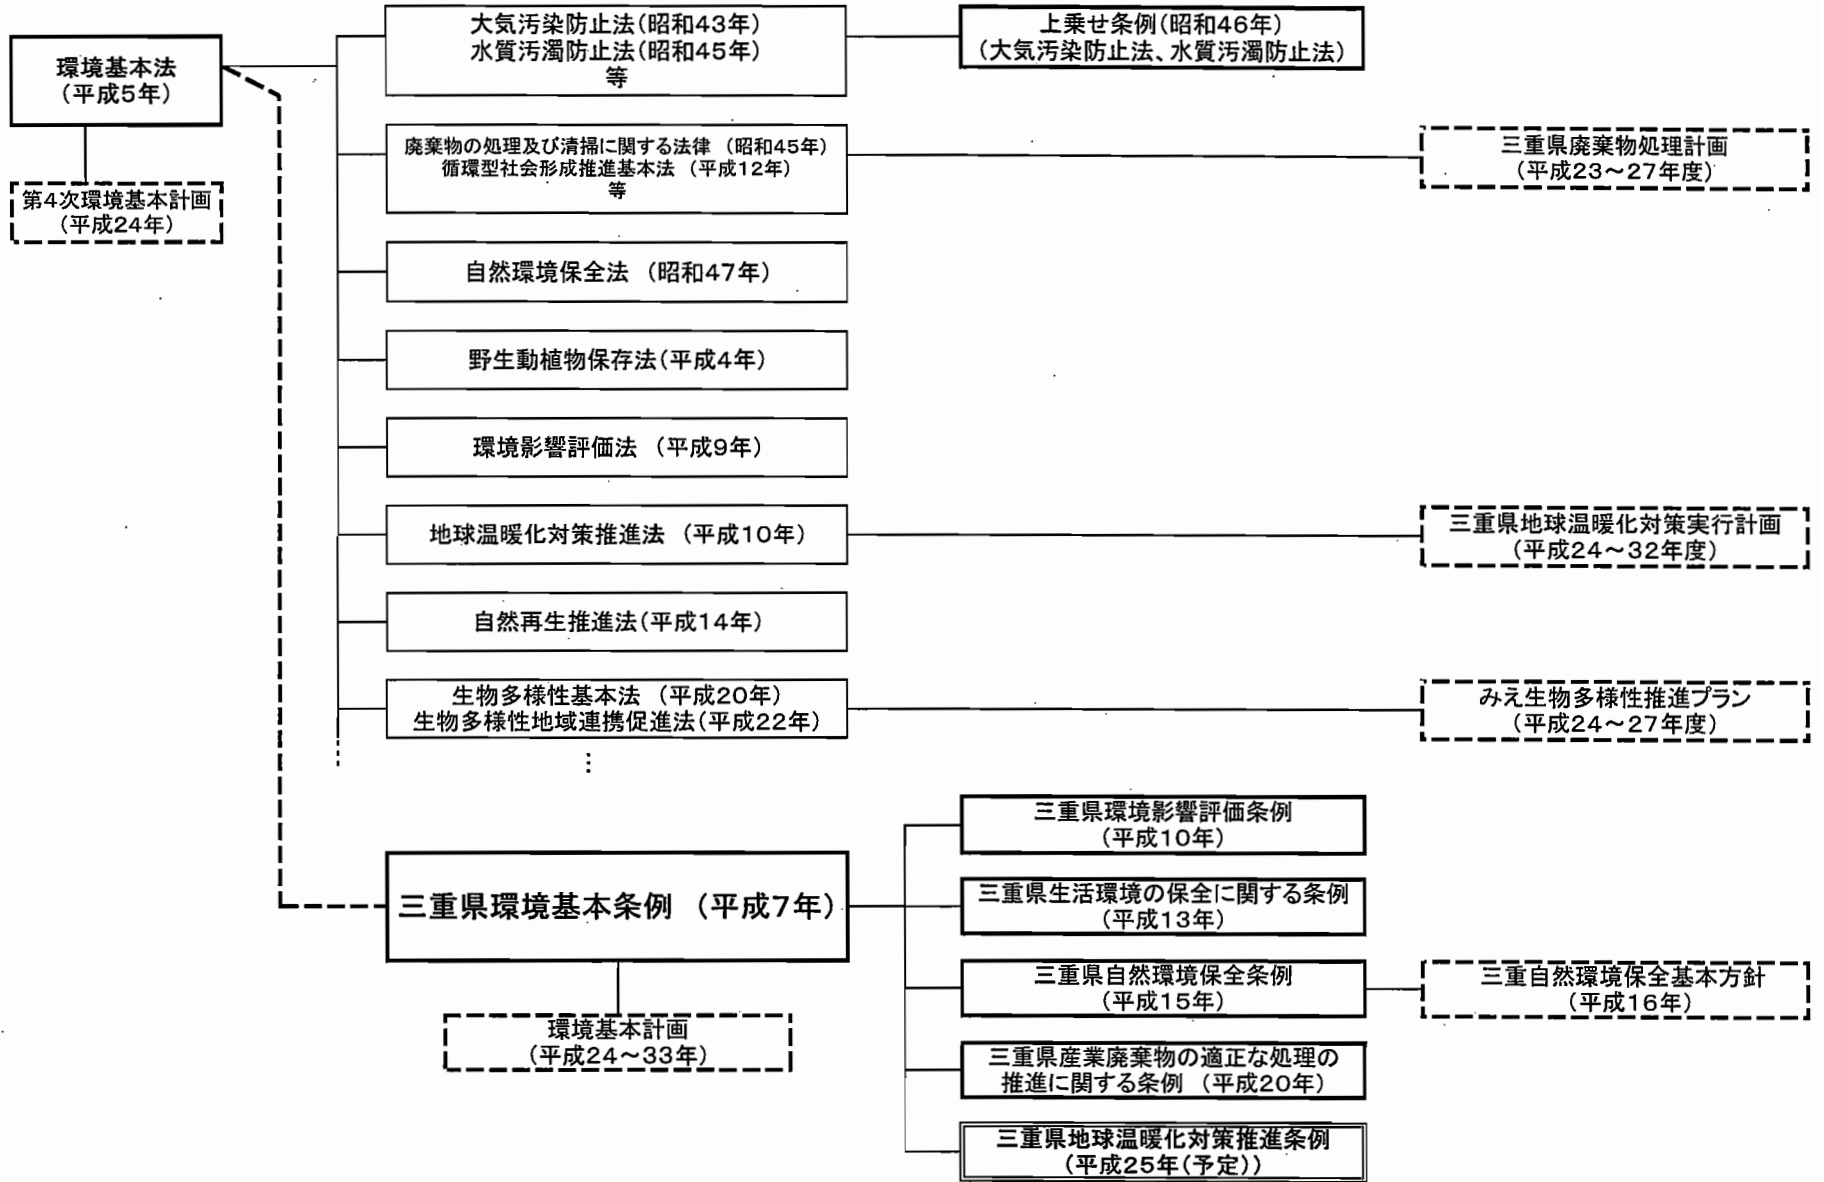 環境基本法
(平成5年)
第4次環境基本計画
(平成24年)
大気汚染防止法(昭和43年)
水質汚濁防止法(昭和45年)
等
上乗せ条例(昭和46年)
(大気汚染防止法、水質汚濁防止法)
廃棄物の処理及び清掃に関する法律 (昭和45年)
循環型社会形成推進基本法 (平成12年)
等
三重県廃棄物処理計画
(平成23~27年度)
自然環境保全法 (昭和47年)
野生動植物保存法(平成4年)
環境影響評価法 (平成9年)
地球温暖化対策推進法 (平成10年)
三重県地球温暖化対策実行計画
(平成24~32年度)
自然再生推進法(平成14年)
生物多様性基本法 (平成20年)
生物多様性地域連携促進法(平成22年)
みえ生物多様性推進プラン
(平成24~27年度)
⋮
三重県環境基本条例 (平成7年)
環境基本計画
(平成24~33年)
三重県環境影響評価条例
(平成10年)
三重県生活環境の保全に関する条例
(平成13年)
三重県自然環境保全条例
(平成15年)
三重自然環境保全基本方針
(平成16年)
三重県産業廃棄物の適正な処理の
推進に関する条例 (平成20年)
三重県地球温暖化対策推進条例
(平成25年(予定))